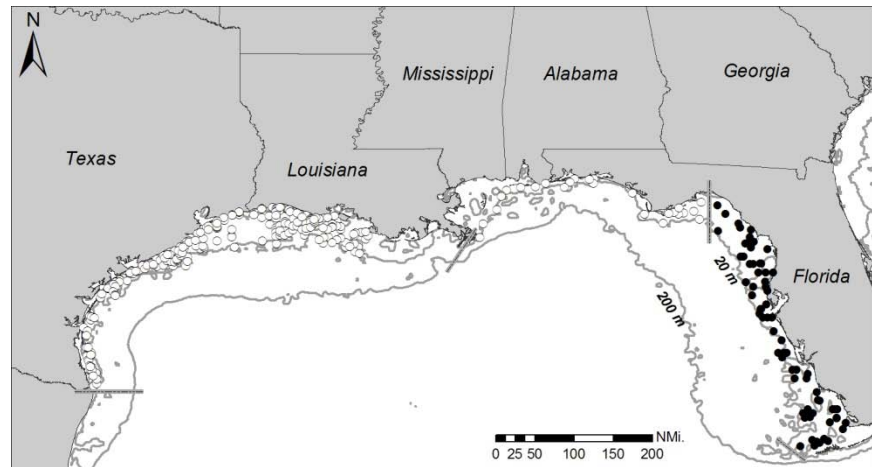 N
Mississippi
Alabama
Georgia
Texas
Louisiana
Florida
20 m
200 m
0 25 50 100 150 200 NMi.